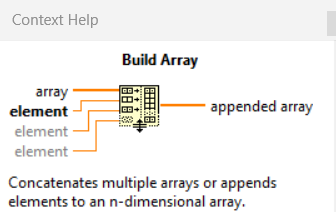 Context Help
Build Array
array
element
element
element
appended array
Concatenates multiple arrays or appends
elements to an n-dimensional array.